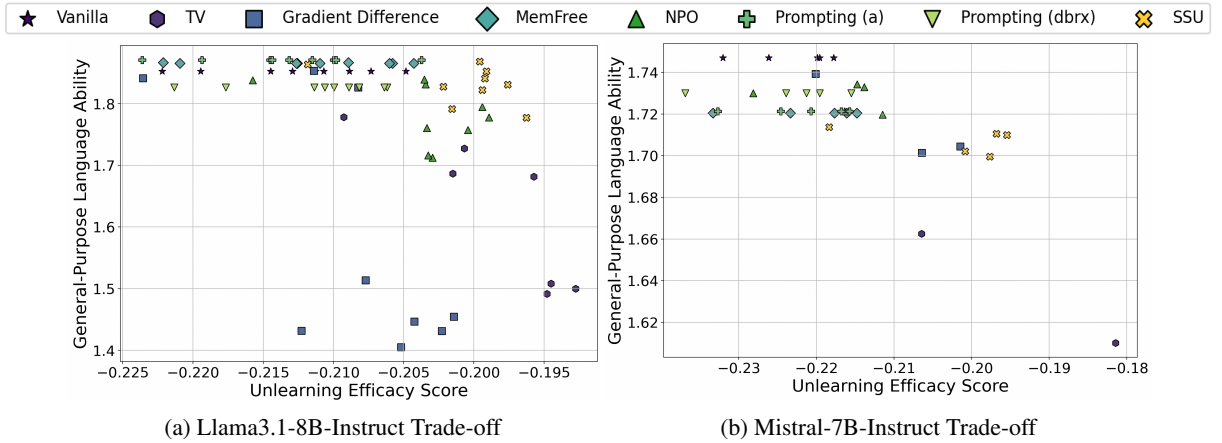 Vanilla TV Gradient Difference MemFree NPO Prompting (a) Prompting (dbrx) SSU
General-Purpose Language Ability
1.8
1.7
1.6
1.5
1.4
−0.225 −0.220 −0.215 −0.210 −0.205 −0.200 −0.195
Unlearning Efficacy Score
(a) Llama3.1-8B-Instruct Trade-off
General-Purpose Language Ability
1.74
1.72
1.70
1.68
1.66
1.64
1.62
−0.23 −0.22 −0.21 −0.20 −0.19 −0.18
Unlearning Efficacy Score
(b) Mistral-7B-Instruct Trade-off